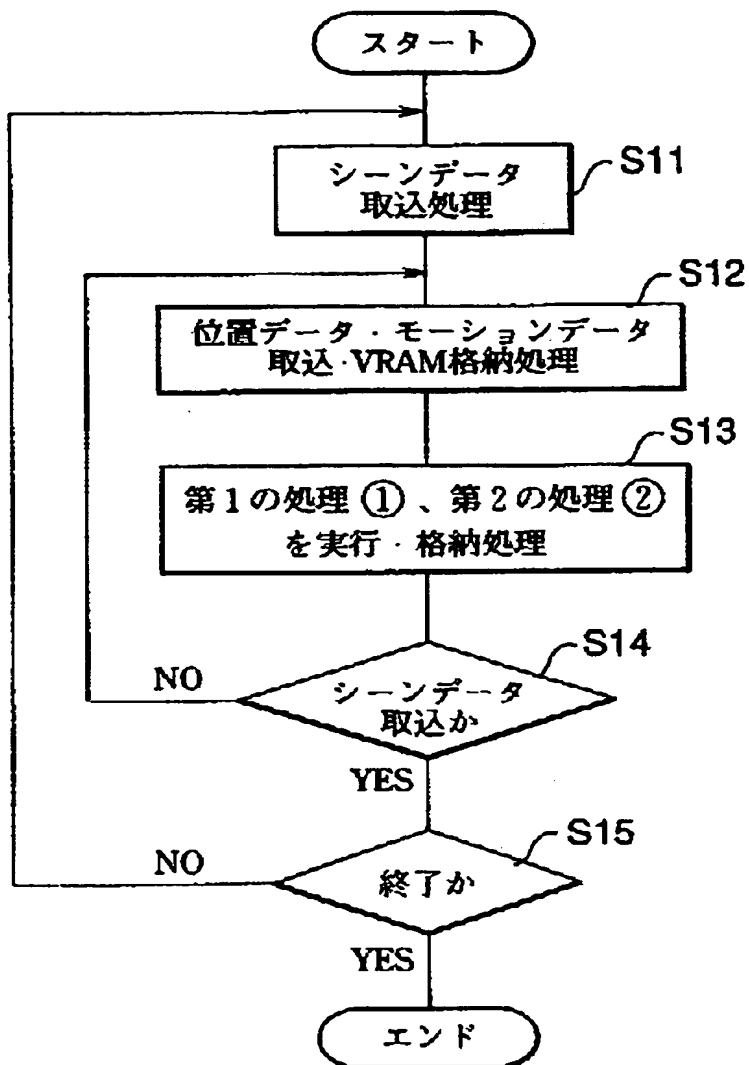 スタート
シーンデータ
取込処理
S11
S12
位置データ・モーションデータ
取込・VRAM格納処理
S13
第1の処理①、第2の処理②
を実行・格納処理
S14
シーンデータ
取込か
NO
YES
S15
終了か
NO
YES
エンド